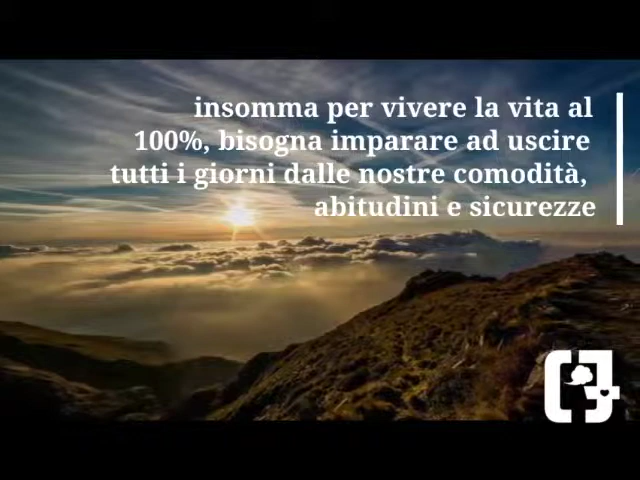 insomma per vivere la vita al
100%, bisogna imparare ad uscire
tutti i giorni dalle nostre comodità,
abitudini e sicurezze